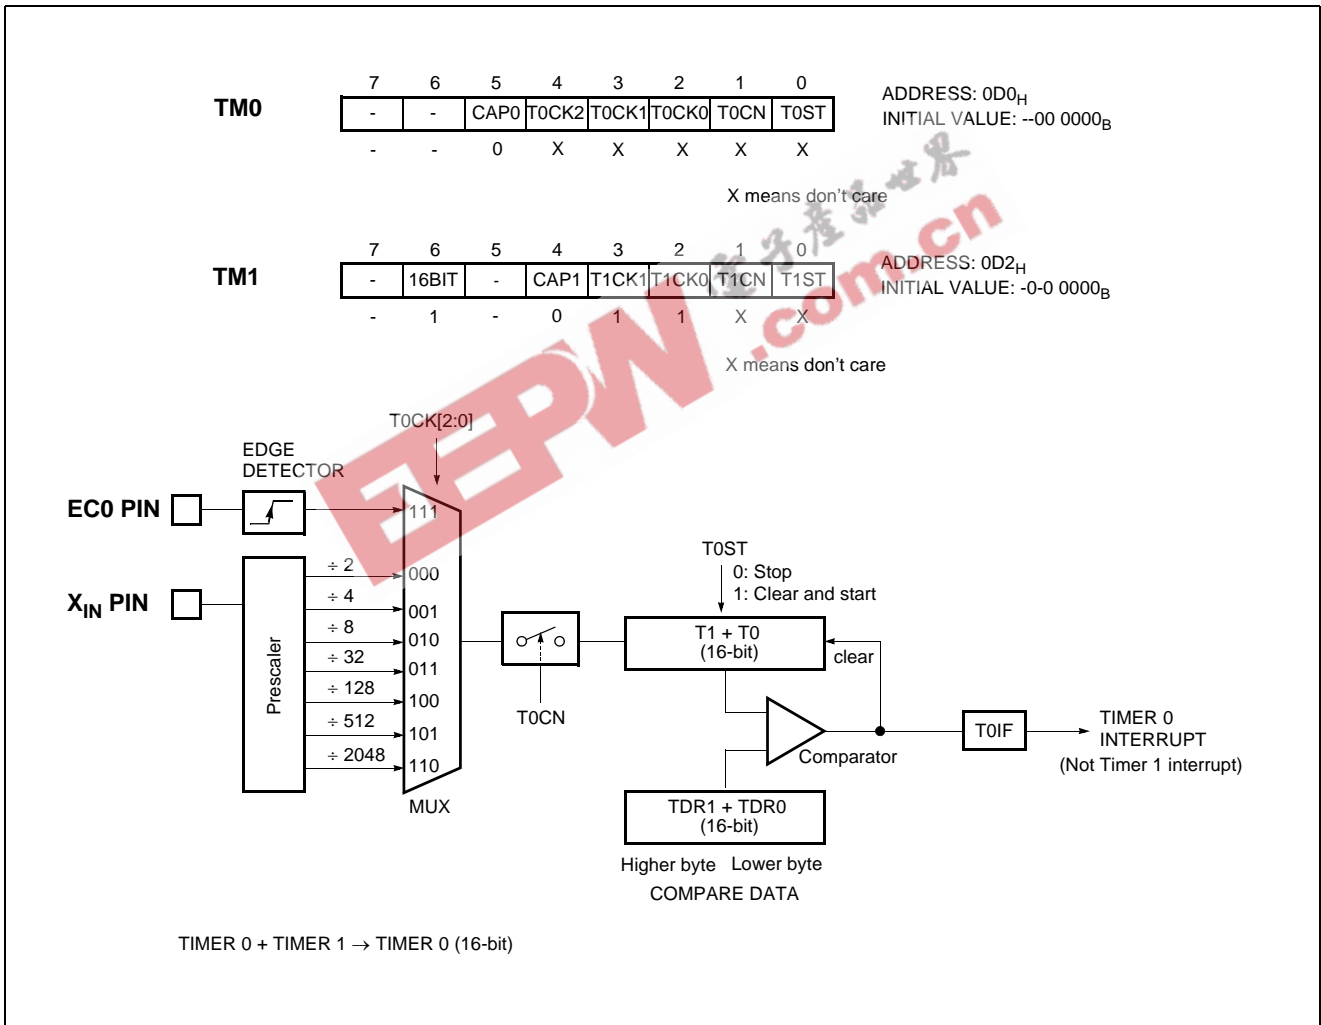 7 6 5 4 3 2 1 0
TM0
- - CAP0 T0CK2 T0CK1 T0CK0 T0CN T0ST
- - 0 X X X X X
ADDRESS: 0D0H
INITIAL VALUE: --00 0000B
X means don't care
7 6 5 4 3 2 1 0
TM1
- 16BIT - CAP1 T1CK1 T1CK0 T1CN T1ST
- 1 - 0 1 1 X X
ADDRESS: 0D2H
INITIAL VALUE: -0-0 0000B
X means don't care
電子產品世界
EEPW
.com.cn
T0CK[2:0]
EDGE
DETECTOR
EC0 PIN
111
XIN PIN
Prescaler
÷ 2
000
÷ 4
001
÷ 8
010
÷ 32
011
÷ 128
100
÷ 512
101
÷ 2048
110
MUX
T0CN
T0ST
0: Stop
1: Clear and start
T1 + T0
(16-bit)
clear
Comparator
T0IF
TIMER 0
INTERRUPT
(Not Timer 1 interrupt)
TDR1 + TDR0
(16-bit)
Higher byte Lower byte
COMPARE DATA
TIMER 0 + TIMER 1 → TIMER 0 (16-bit)